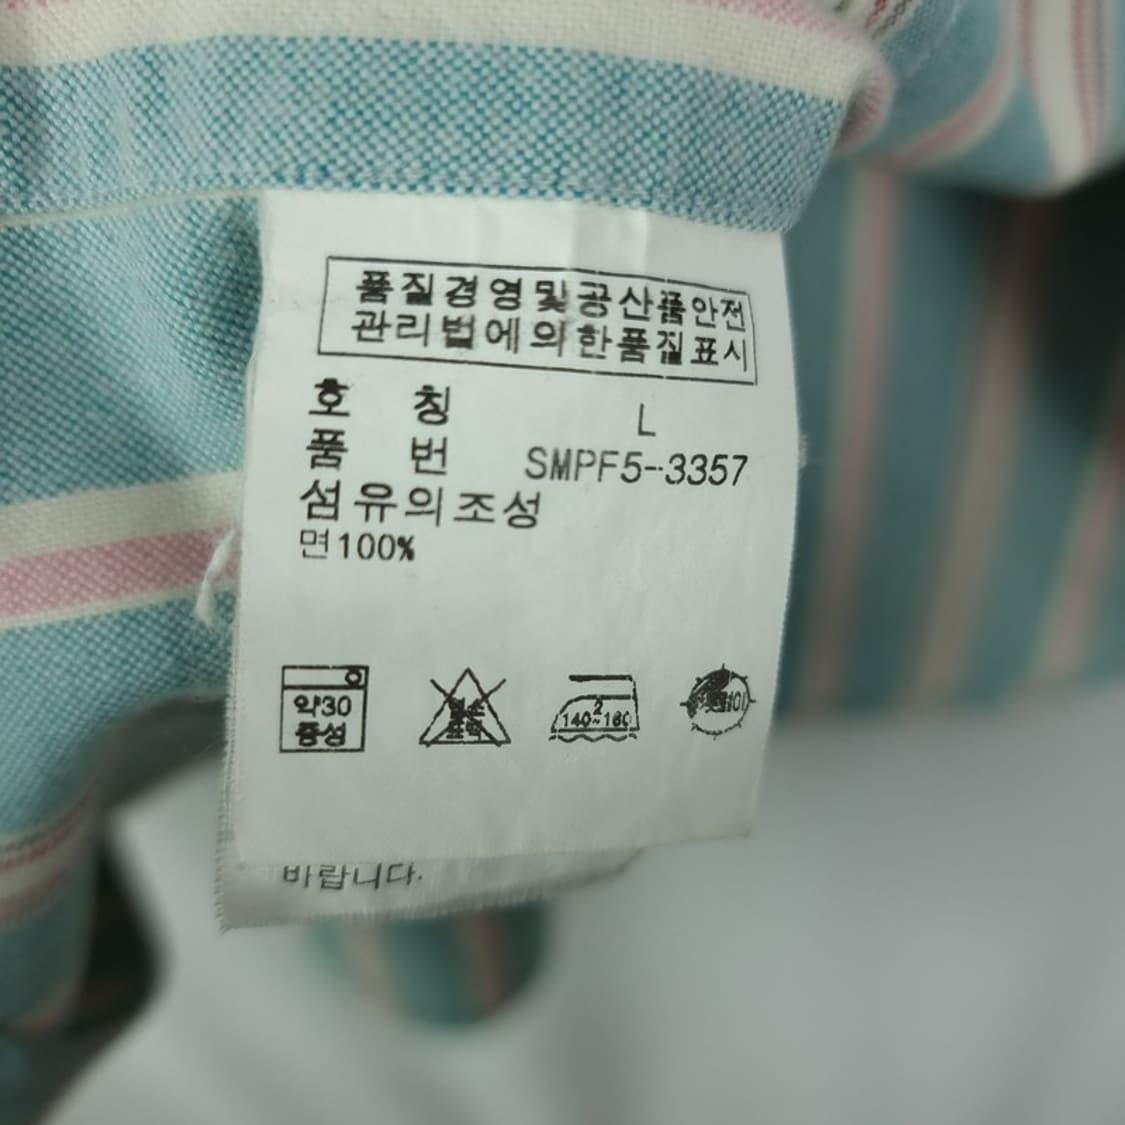 품질경영및공산품안전
관리법에의한품질표시
호 칭 L
품 번 SMPF5-3357
섬유의조성
면100%
약30
중성
2
140~160
바랍니다.